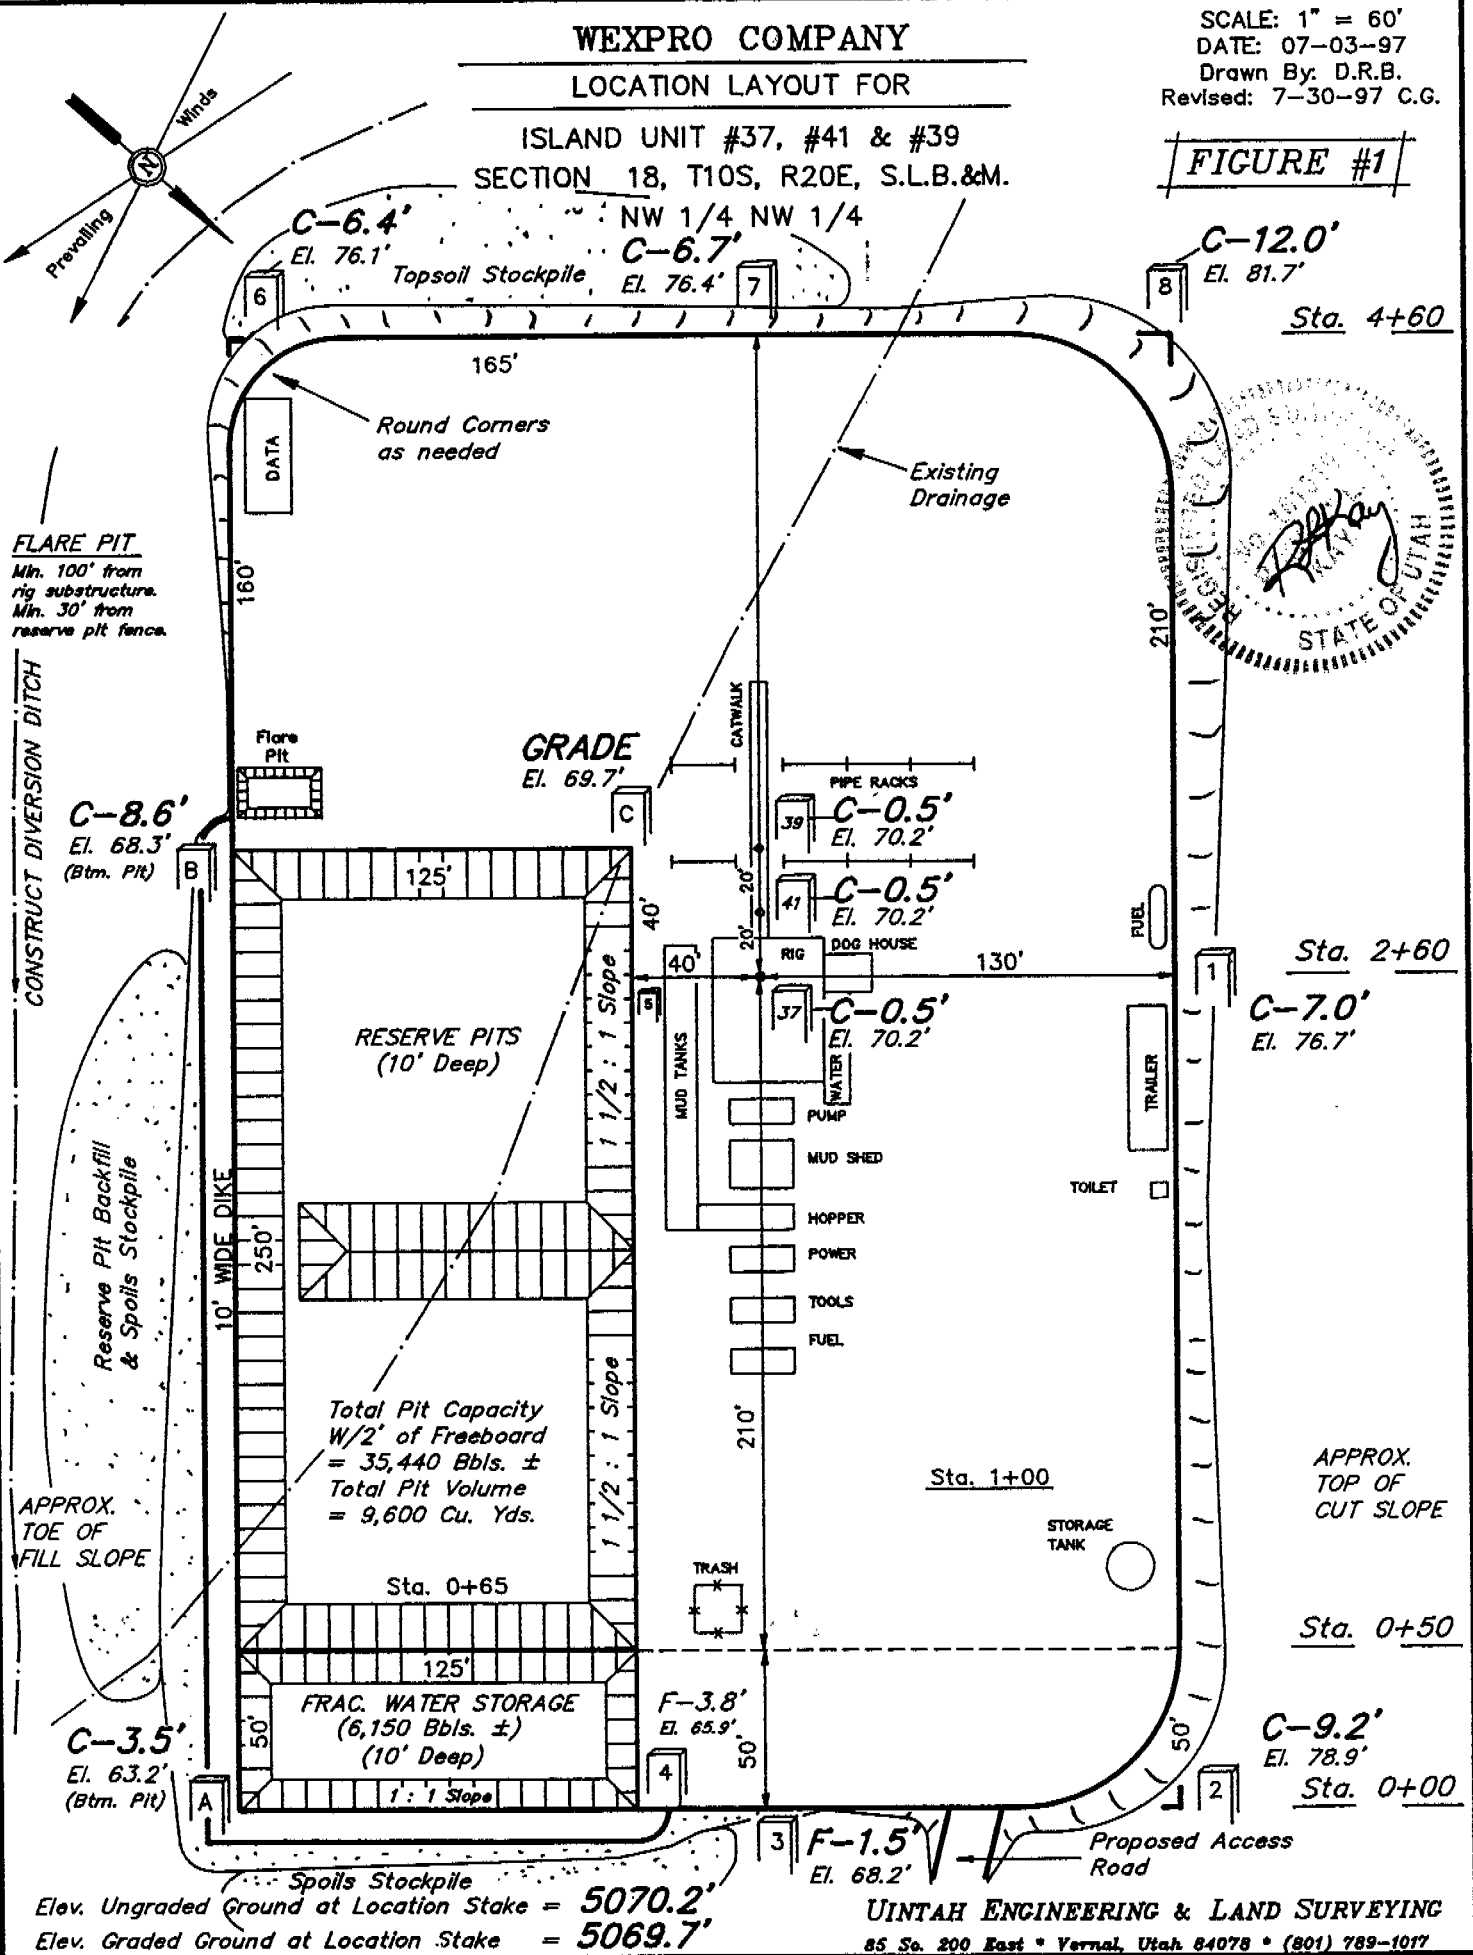 WEXPRO COMPANY
LOCATION LAYOUT FOR
ISLAND UNIT #37, #41 & #39
SECTION 18, T10S, R20E, S.L.B.&M.
NW 1/4 NW 1/4
SCALE: 1" = 60'
DATE: 07-03-97
Drawn By: D.R.B.
Revised: 7-30-97 C.G.
FIGURE #1
Winds
N
Prevailing
C-6.4'
El. 76.1'
6
Topsoil Stockpile
C-6.7'
El. 76.4'
7
C-12.0'
El. 81.7'
8
Sta. 4+60
165'
Round Corners
as needed
DATA
Existing
Drainage
REGISTERED LAND
STATE OF UTAH
FLARE PIT
Min. 100' from
rig substructure.
Min. 30' from
reserve pit fence.
160'
210'
CONSTRUCT DIVERSION DITCH
CATWALK
Flare
Pit
GRADE
El. 69.7'
C
PIPE RACKS
39
C-0.5'
El. 70.2'
C-8.6'
El. 68.3'
(Btm. Pit)
B
125'
40'
20'
41
C-0.5'
El. 70.2'
20'
FUEL
RIG
DOG HOUSE
40'
130'
1
Sta. 2+60
C-7.0'
El. 76.7'
1 1/2 : 1 Slope
37
C-0.5'
El. 70.2'
RESERVE PITS
(10' Deep)
MUD TANKS
WATER
TRAILER
PUMP
MUD SHED
TOILET
HOPPER
POWER
TOOLS
FUEL
Reserve Pit Backfill
& Spoils Stockpile
10' WIDE DIKE
250'
1 1/2 : 1 Slope
Total Pit Capacity
W/2' of Freeboard
= 35,440 Bbls. ±
Total Pit Volume
= 9,600 Cu. Yds.
210'
Sta. 1+00
APPROX.
TOP OF
CUT SLOPE
APPROX.
TOE OF
FILL SLOPE
STORAGE
TANK
TRASH
Sta. 0+65
Sta. 0+50
125'
FRAC. WATER STORAGE
(6,150 Bbls. ±)
(10' Deep)
50'
1 : 1 Slope
F-3.8'
El. 65.9'
4
50'
50'
C-9.2'
El. 78.9'
2
Sta. 0+00
C-3.5'
El. 63.2'
(Btm. Pit)
A
3
F-1.5'
El. 68.2'
Proposed Access
Road
Spoils Stockpile
Elev. Ungraded Ground at Location Stake = 5070.2'
Elev. Graded Ground at Location Stake = 5069.7'
UINTAH ENGINEERING & LAND SURVEYING
85 So. 200 East * Vernal, Utah 84078 * (801) 789-1017